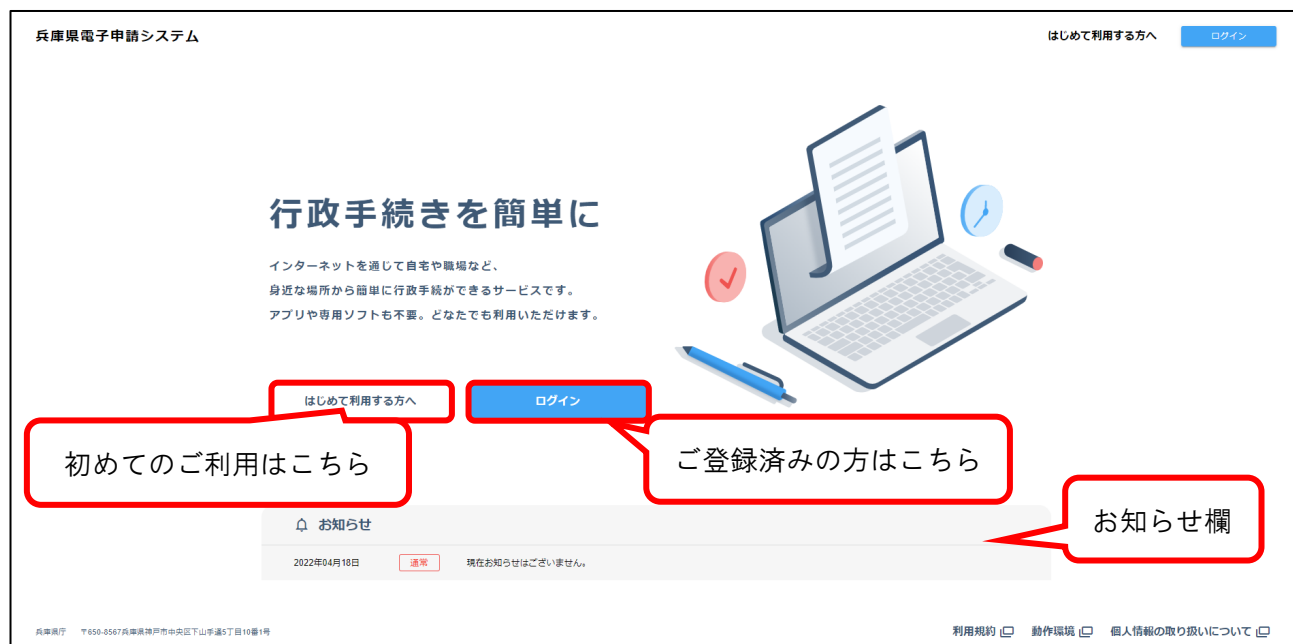 兵庫県電子申請システム
はじめて利用する方へ
ログイン
行政手続きを簡単に
インターネットを通じて自宅や職場など、
身近な場所から簡単に行政手続ができるサービスです。
アプリや専用ソフトも不要。どなたでも利用いただけます。
はじめて利用する方へ
ログイン
初めてのご利用はこちら
ご登録済みの方はこちら
お知らせ欄
お知らせ
2022年04月18日 通常 現在お知らせはございません。
兵庫県庁 〒650-8567兵庫県神戸市中央区下山手通5丁目10番1号
利用規約 動作環境 個人情報の取り扱いについて